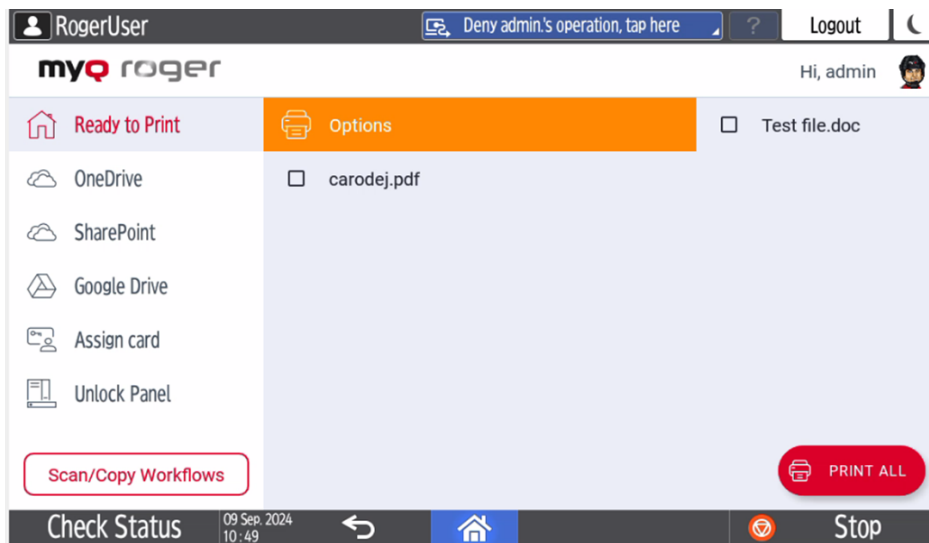 RogerUser
Deny admin.'s operation, tap here
?
Logout
myQ roger
Hi, admin
Ready to Print
Options
Test file.doc
OneDrive
carodej.pdf
SharePoint
Google Drive
Assign card
Unlock Panel
Scan/Copy Workflows
PRINT ALL
Check Status
09 Sep. 2024
10:49
Stop